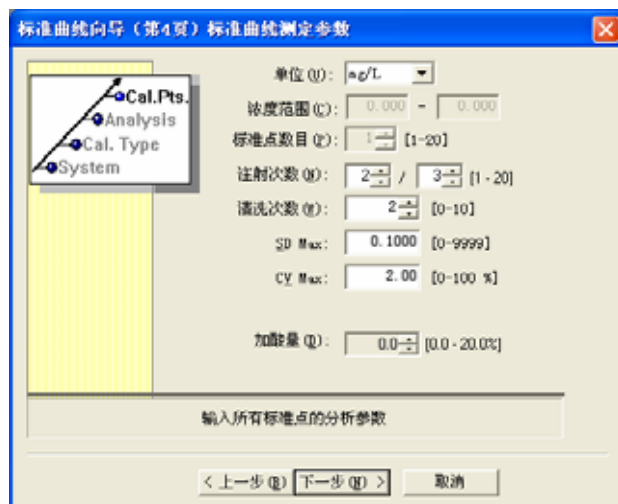 标准曲线向导（第4页）标准曲线测定参数
Cal.Pts.
Analysis
Cal. Type
System
单位(U): mg/L
浓度范围(C): 0.000 - 0.000
标准点数目(P): 1 [1-20]
注射次数(N): 2 / 3 [1-20]
清洗次数(W): 2 [0-10]
SD Max: 0.1000 [0-9999]
CV Max: 2.00 [0-100 %]
加酸量(D): 0.0 [0.0-20.0%]
输入所有标准点的分析参数
< 上一步(B) 下一步(N) > 取消